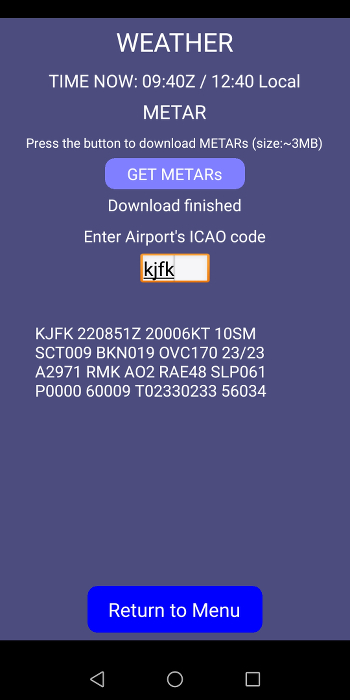 WEATHER
TIME NOW: 09:40Z / 12:40 Local
METAR
Press the button to download METARs (size:~3MB)
GET METARs
Download finished
Enter Airport's ICAO code
kjfk
KJFK 220851Z 20006KT 10SM
SCT009 BKN019 OVC170 23/23
A2971 RMK AO2 RAE48 SLP061
P0000 60009 T02330233 56034
Return to Menu